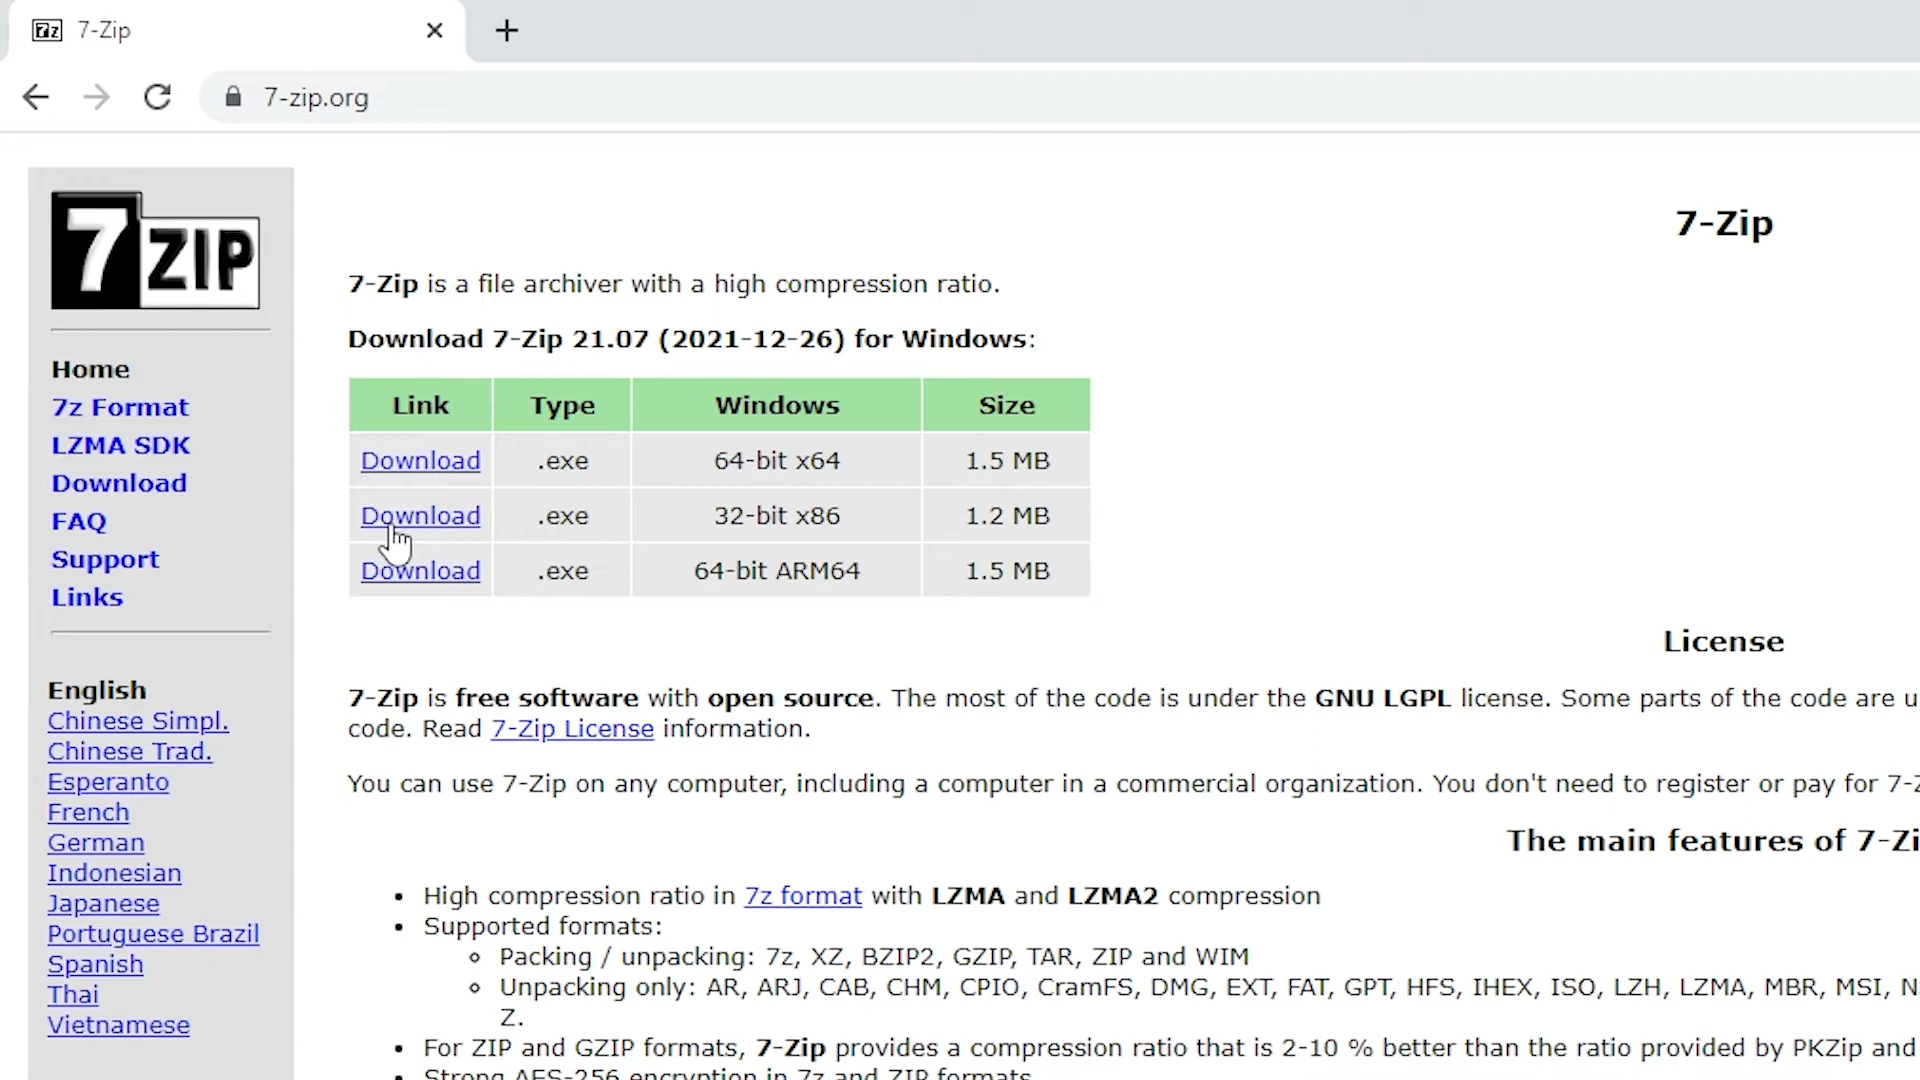 7-Zip
7-zip.org
7 ZIP
Home
7z Format
LZMA SDK
Download
FAQ
Support
Links
English
Chinese Simpl.
Chinese Trad.
Esperanto
French
German
Indonesian
Japanese
Portuguese Brazil
Spanish
Thai
Vietnamese
7-Zip
7-Zip is a file archiver with a high compression ratio.
Download 7-Zip 21.07 (2021-12-26) for Windows:
Link Type Windows Size
Download .exe 64-bit x64 1.5 MB
Download .exe 32-bit x86 1.2 MB
Download .exe 64-bit ARM64 1.5 MB
License
7-Zip is free software with open source. The most of the code is under the GNU LGPL license. Some parts of the code are u
code. Read 7-Zip License information.
You can use 7-Zip on any computer, including a computer in a commercial organization. You don't need to register or pay for 7-Z
The main features of 7-Zi
• High compression ratio in 7z format with LZMA and LZMA2 compression
• Supported formats:
◦ Packing / unpacking: 7z, XZ, BZIP2, GZIP, TAR, ZIP and WIM
◦ Unpacking only: AR, ARJ, CAB, CHM, CPIO, CramFS, DMG, EXT, FAT, GPT, HFS, IHEX, ISO, LZH, LZMA, MBR, MSI, N
Z.
• For ZIP and GZIP formats, 7-Zip provides a compression ratio that is 2-10 % better than the ratio provided by PKZip and
• Strong AES-256 encryption in 7z and ZIP formats